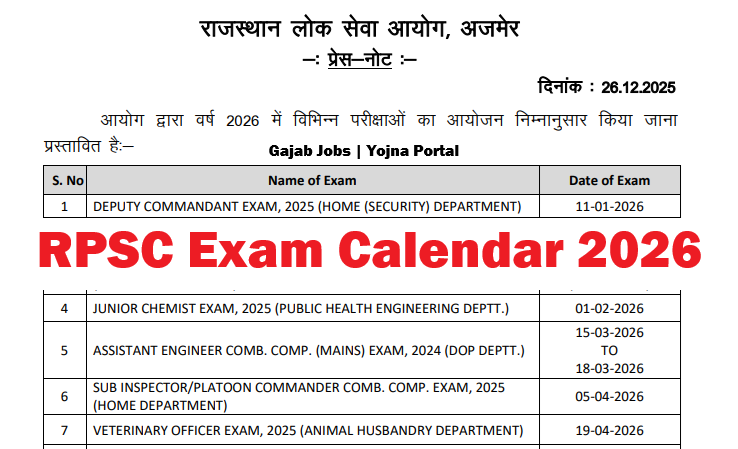 राजस्थान लोक सेवा आयोग, अजमेर
–: प्रेस–नोट :–
दिनांक : 26.12.2025
आयोग द्वारा वर्ष 2026 में विभिन्न परीक्षाओं का आयोजन निम्नानुसार किया जाना
प्रस्तावित है:–
Gajab Jobs | Yojna Portal
S. No Name of Exam Date of Exam
1 DEPUTY COMMANDANT EXAM, 2025 (HOME (SECURITY) DEPARTMENT) 11-01-2026
RPSC Exam Calendar 2026
4 JUNIOR CHEMIST EXAM, 2025 (PUBLIC HEALTH ENGINEERING DEPTT.) 01-02-2026
15-03-2026
5 ASSISTANT ENGINEER COMB. COMP. (MAINS) EXAM, 2024 (DOP DEPTT.) TO
18-03-2026
SUB INSPECTOR/PLATOON COMMANDER COMB. COMP. EXAM, 2025
6 05-04-2026
(HOME DEPARTMENT)
7 VETERINARY OFFICER EXAM, 2025 (ANIMAL HUSBANDRY DEPARTMENT) 19-04-2026